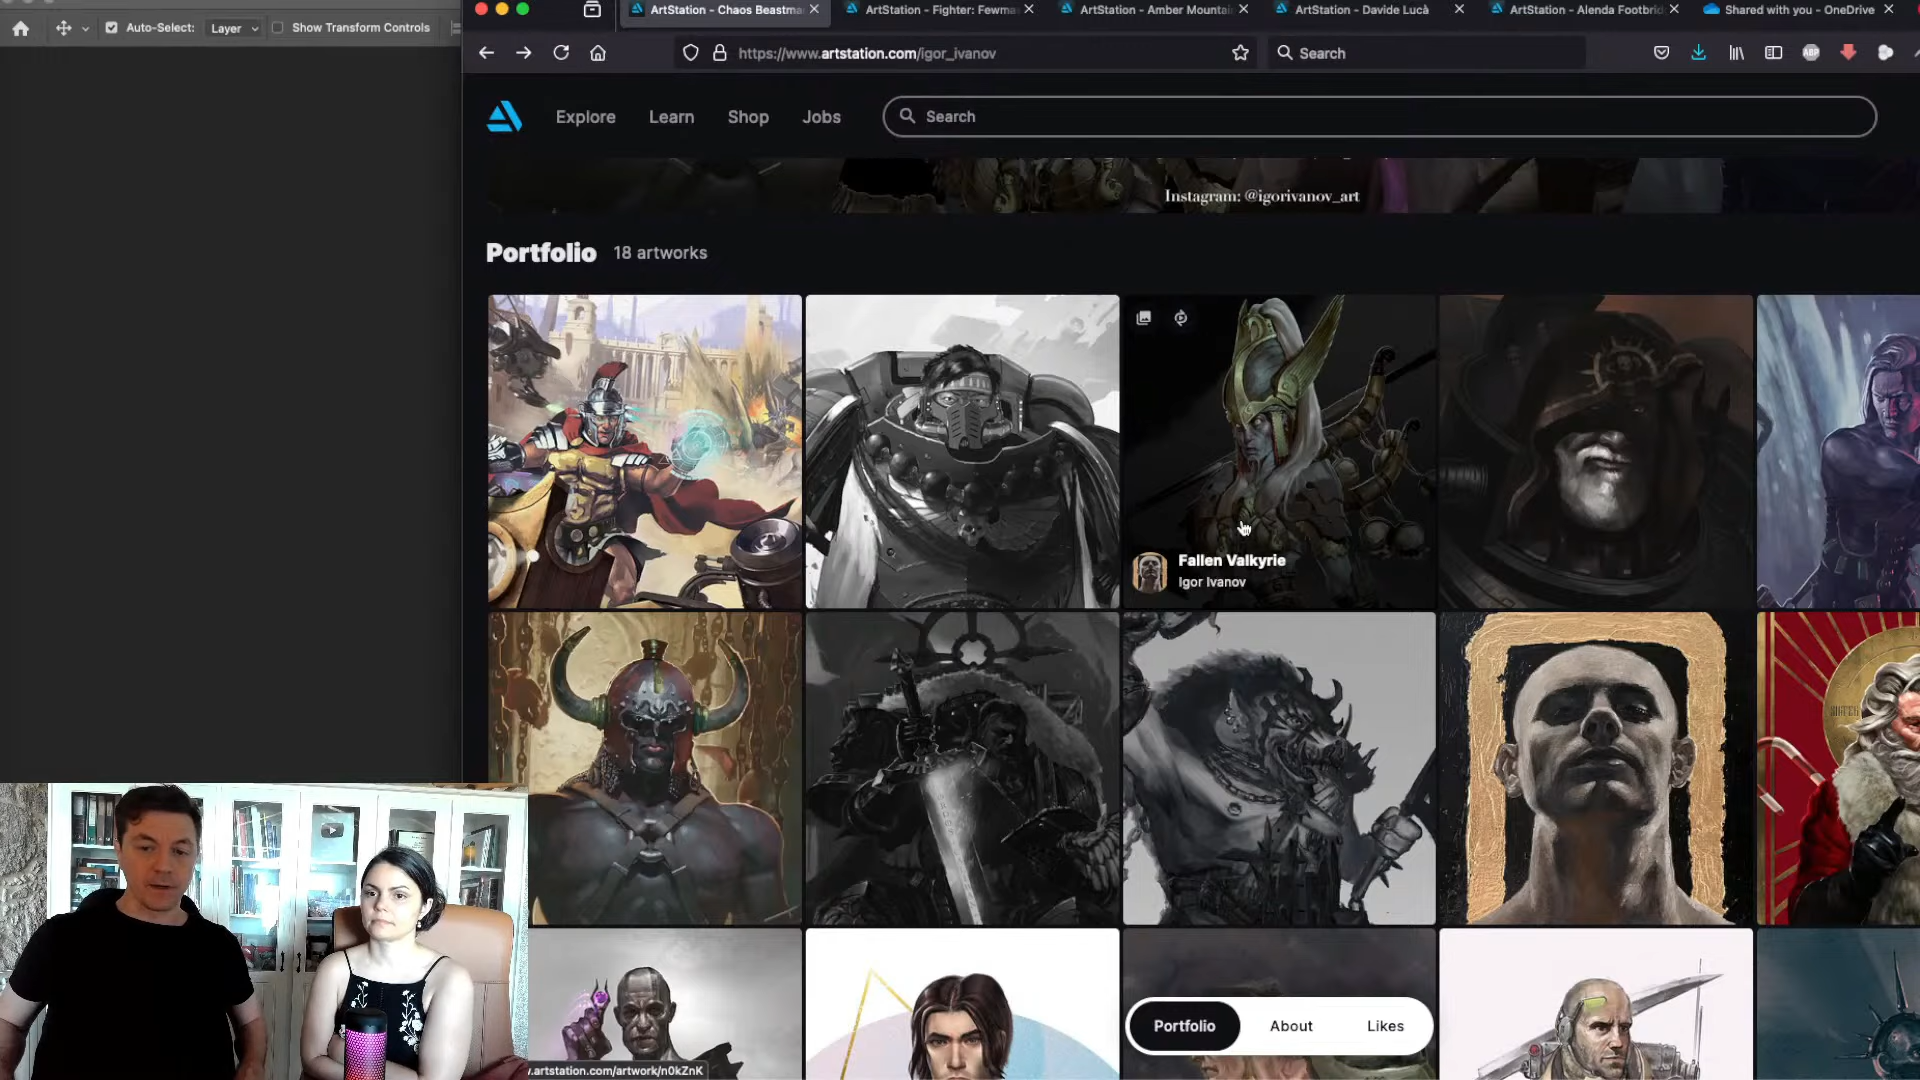 ArtStation - Chaos Beastma
ArtStation - Fighter: Fewma
ArtStation - Amber Mountai
ArtStation - Davide Lucà
ArtStation - Alenda Footbrid
Shared with you - OneDrive
Auto-Select:
Layer
Show Transform Controls
https://www.artstation.com/igor_ivanov
Search
ABP
Explore
Learn
Shop
Jobs
Search
Instagram: @igorivanov_art
Portfolio
18 artworks
Fallen Valkyrie
Igor Ivanov
Portfolio
About
Likes
.artstation.com/artwork/n0kZnK